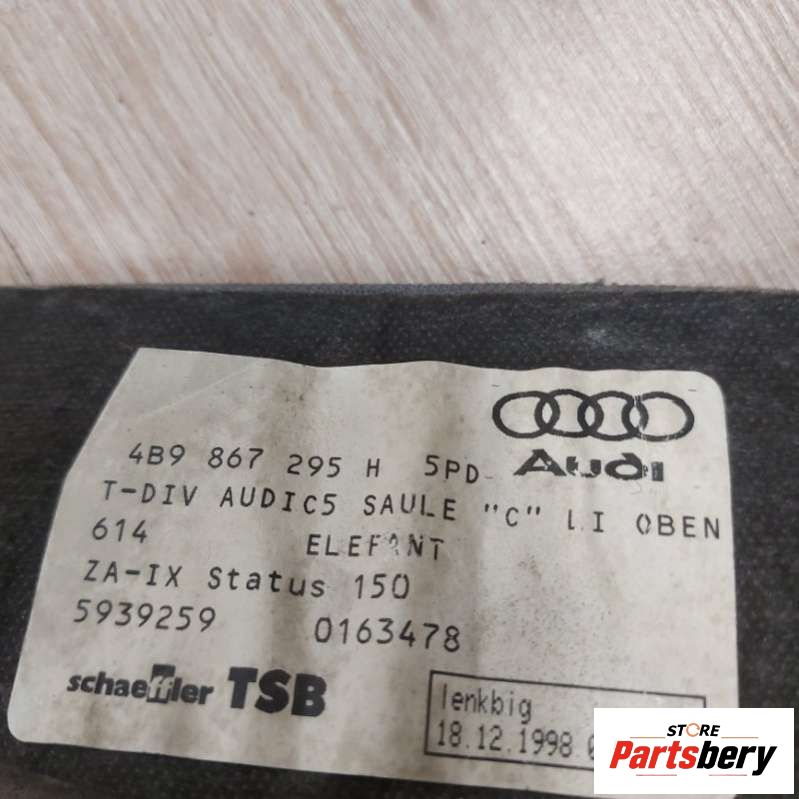 Audi
4B9 867 295 H 5PD
T-DIV AUDIC5 SAULE "C" LI OBEN
614 ELEFANT
ZA-IX Status 150
5939259 0163478
schaeffler TSB
lenkbig
18.12.1998
STORE
Partsbery